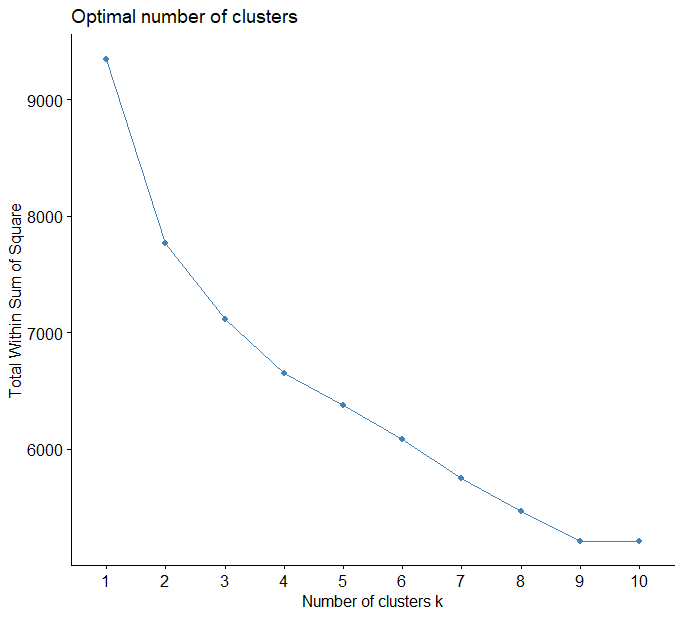 Optimal number of clusters
9000
8000
7000
6000
Total Within Sum of Square
1 2 3 4 5 6 7 8 9 10
Number of clusters k